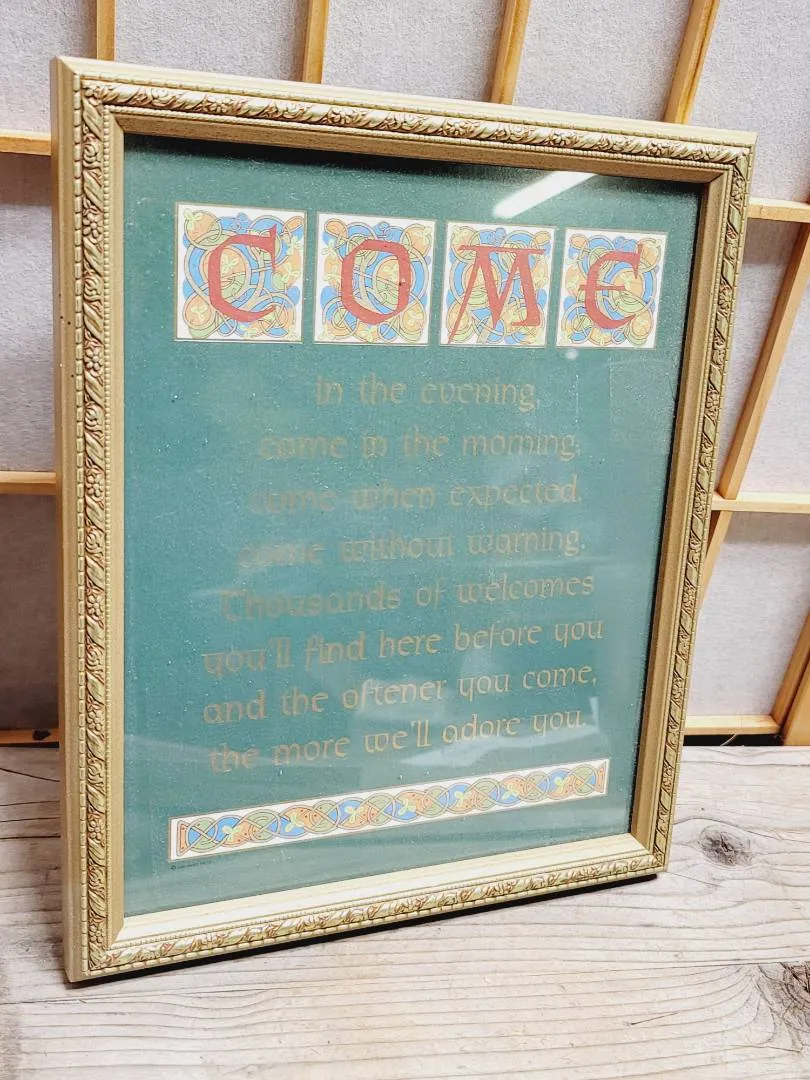 COME
In the evening,
come in the morning,
come when expected,
come without warning.
Thousands of welcomes
you'll find here before you
and the oftener you come,
the more we'll adore you.